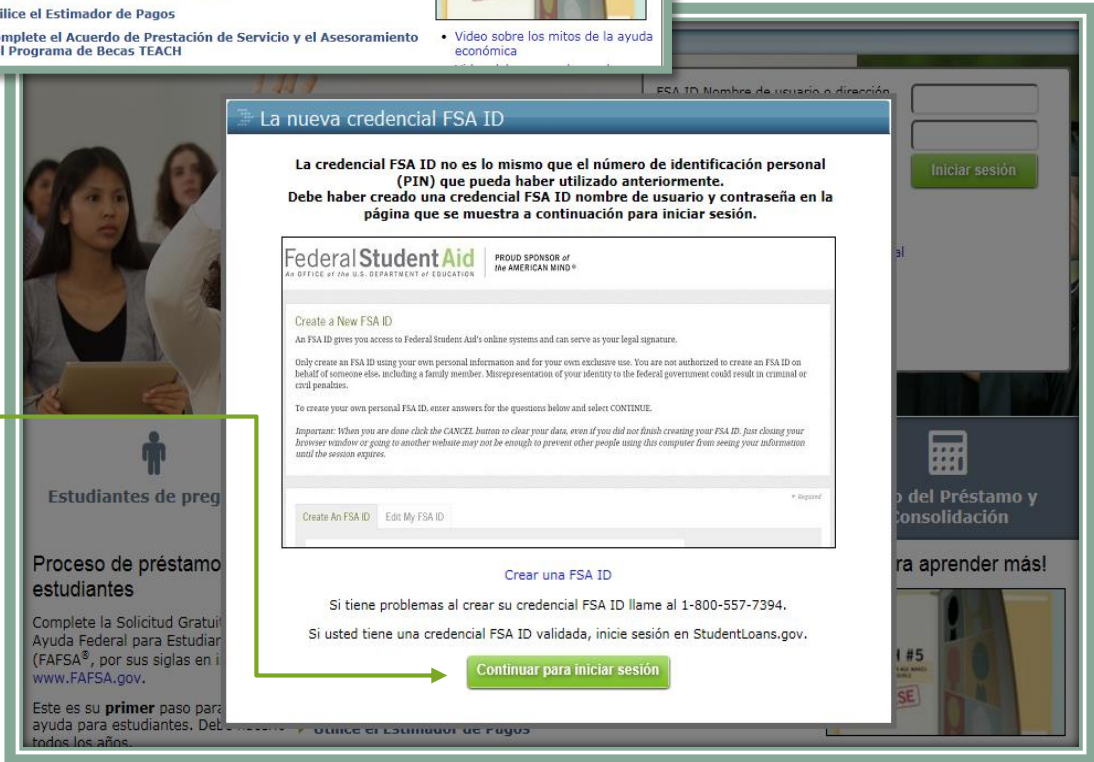 ilice el Estimador de Pagos
mplete el Acuerdo de Prestación de Servicio y el Asesoramiento
l Programa de Becas TEACH
• Video sobre los mitos de la ayuda
económica
FSA ID Nombre de usuario o dirección
Iniciar sesión
al
La nueva credencial FSA ID
La credencial FSA ID no es lo mismo que el número de identificación personal
(PIN) que pueda haber utilizado anteriormente.
Debe haber creado una credencial FSA ID nombre de usuario y contraseña en la
página que se muestra a continuación para iniciar sesión.
Federal Student Aid
An OFFICE of the U.S. DEPARTMENT of EDUCATION
PROUD SPONSOR of
the AMERICAN MIND®
Create a New FSA ID
An FSA ID gives you access to Federal Student Aid's online systems and can serve as your legal signature.
Only create an FSA ID using your own personal information and for your own exclusive use. You are not authorized to create an FSA ID on
behalf of someone else, including a family member. Misrepresentation of your identity to the federal government could result in criminal or
civil penalties.
To create your own personal FSA ID, enter answers for the questions below and select CONTINUE.
Important: When you are done click the CANCEL button to clear your data, even if you did not finish creating your FSA ID. Just closing your
browser window or going to another website may not be enough to prevent other people using this computer from seeing your information
until the session expires.
* Required
Create An FSA ID
Edit My FSA ID
Crear una FSA ID
Si tiene problemas al crear su credencial FSA ID llame al 1-800-557-7394.
Si usted tiene una credencial FSA ID validada, inicie sesión en StudentLoans.gov.
Continuar para iniciar sesión
Estudiantes de preg
o del Préstamo y
Consolidación
Proceso de préstamo
estudiantes
Complete la Solicitud Gratui
Ayuda Federal para Estudian
(FAFSA®, por sus siglas en i
www.FAFSA.gov.
Este es su primer paso para
ayuda para estudiantes. Debe hacerlo
todos los años.
Utilice el Estimador de Pagos
ra aprender más!
H #5
SE